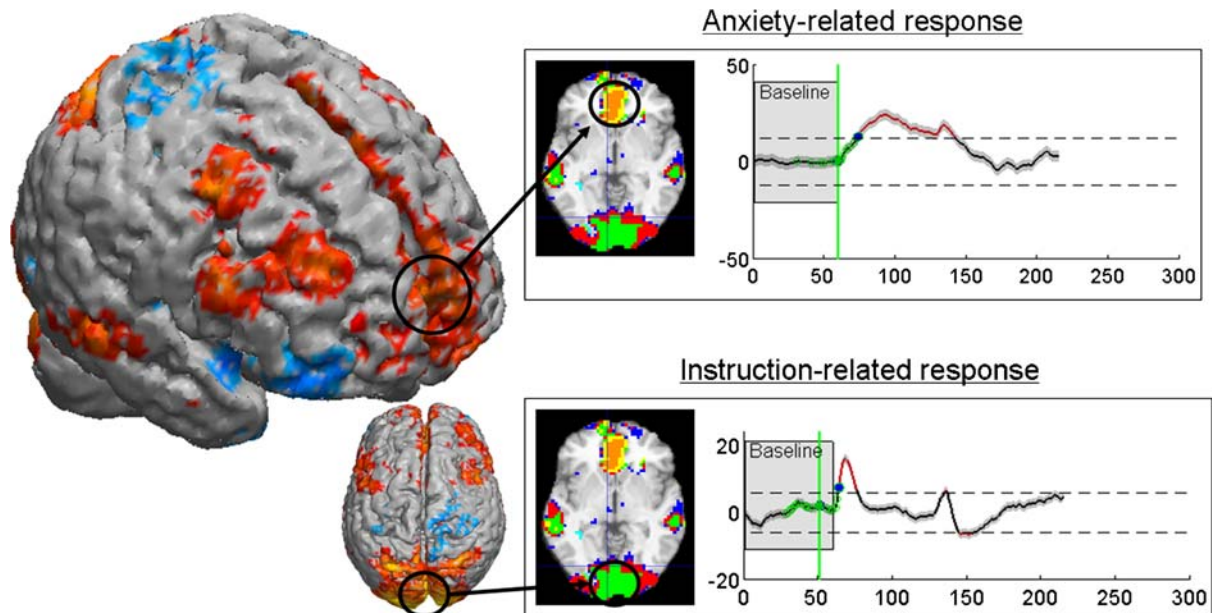 Anxiety-related response
50
Baseline
0
-50
0 50 100 150 200 250 300
Instruction-related response
20
Baseline
0
-20
0 50 100 150 200 250 300